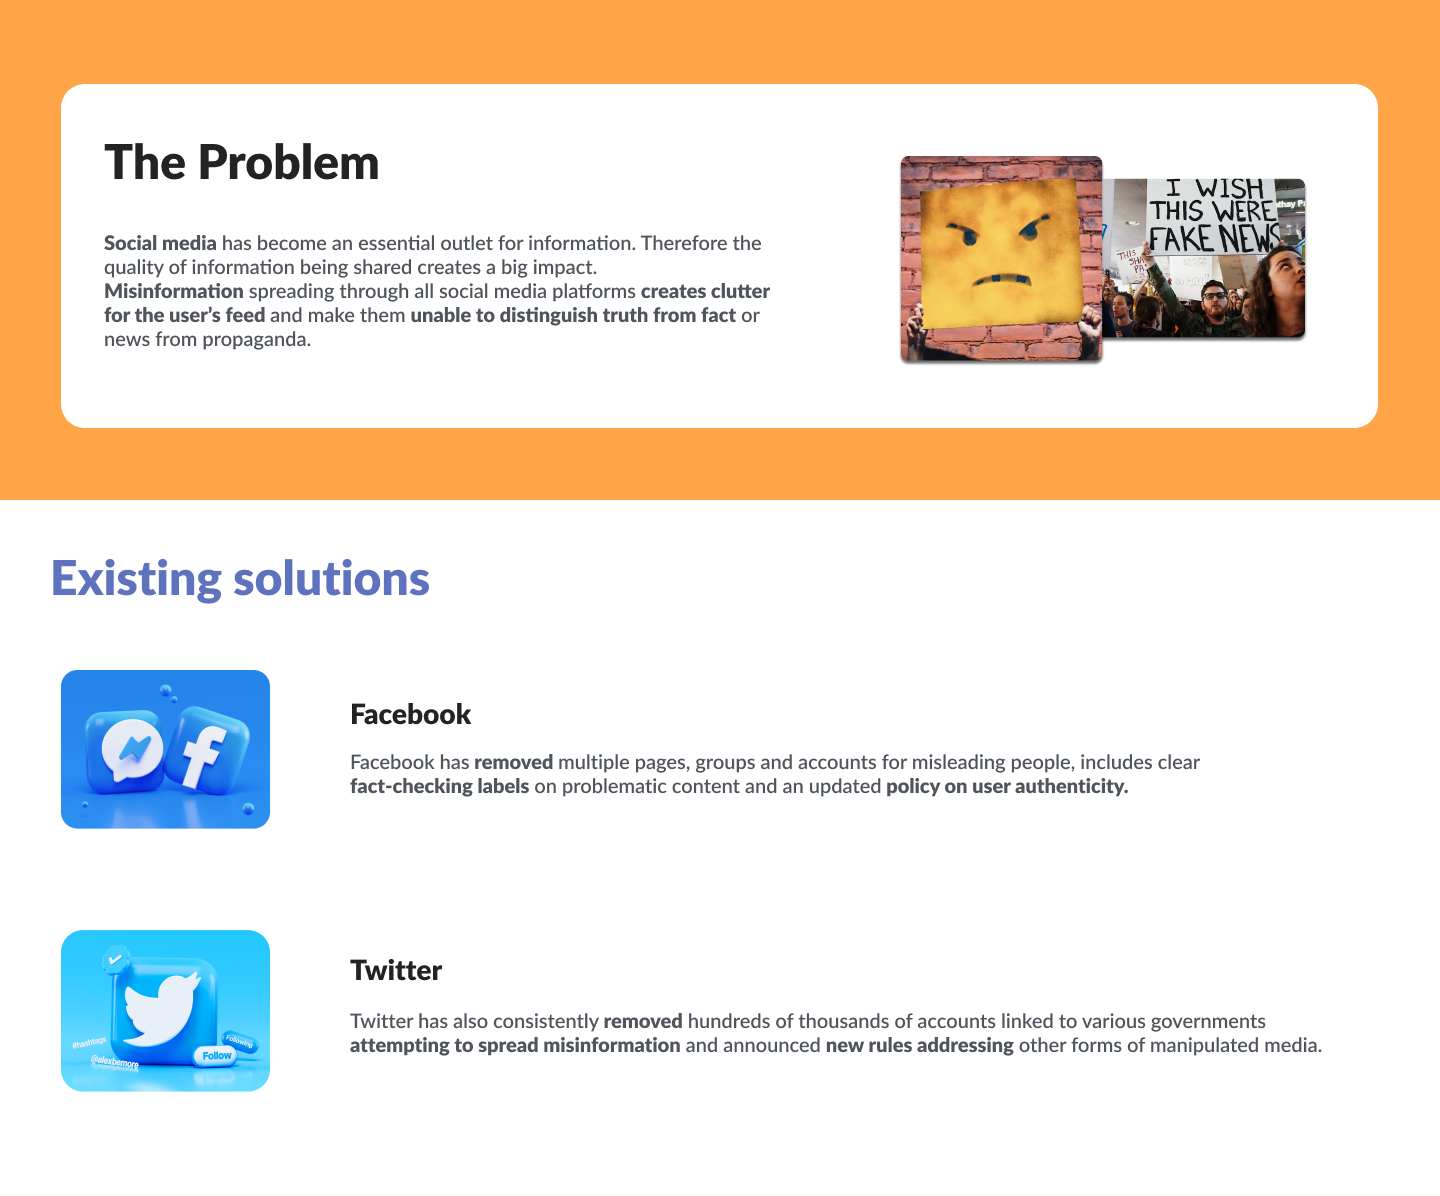 The Problem
Social media has become an essential outlet for information. Therefore the
quality of information being shared creates a big impact.
Misinformation spreading through all social media platforms creates clutter
for the user's feed and make them unable to distinguish truth from fact or
news from propaganda.
I WISH
THIS WERE
FAKE NEWS
THIS
Existing solutions
Facebook
Facebook has removed multiple pages, groups and accounts for misleading people, includes clear
fact-checking labels on problematic content and an updated policy on user authenticity.
Twitter
Twitter has also consistently removed hundreds of thousands of accounts linked to various governments
attempting to spread misinformation and announced new rules addressing other forms of manipulated media.
#hashtags
@alexbemore
Following
Follow